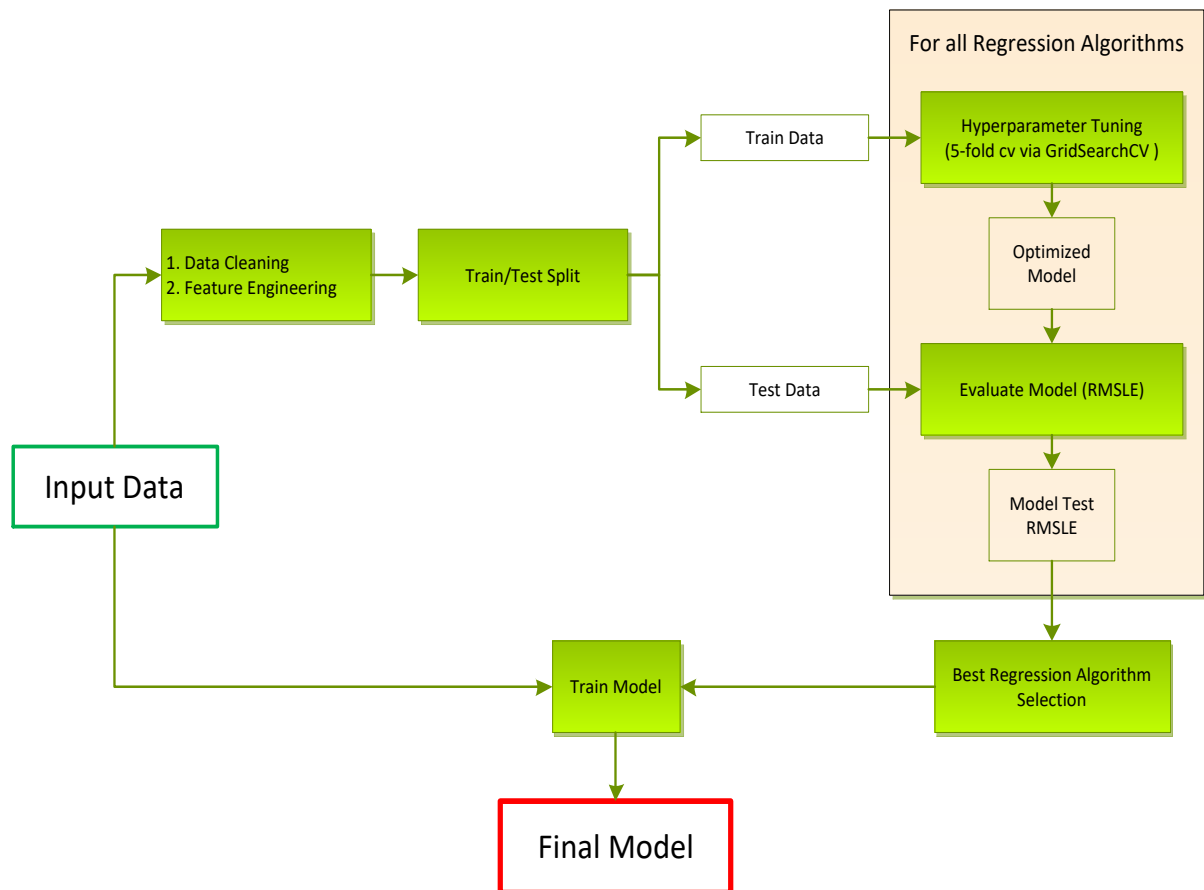 For all Regression Algorithms
Train Data
Hyperparameter Tuning
(5-fold cv via GridSearchCV )
Optimized
Model
1. Data Cleaning
2. Feature Engineering
Train/Test Split
Test Data
Evaluate Model (RMSLE)
Input Data
Model Test
RMSLE
Train Model
Best Regression Algorithm
Selection
Final Model